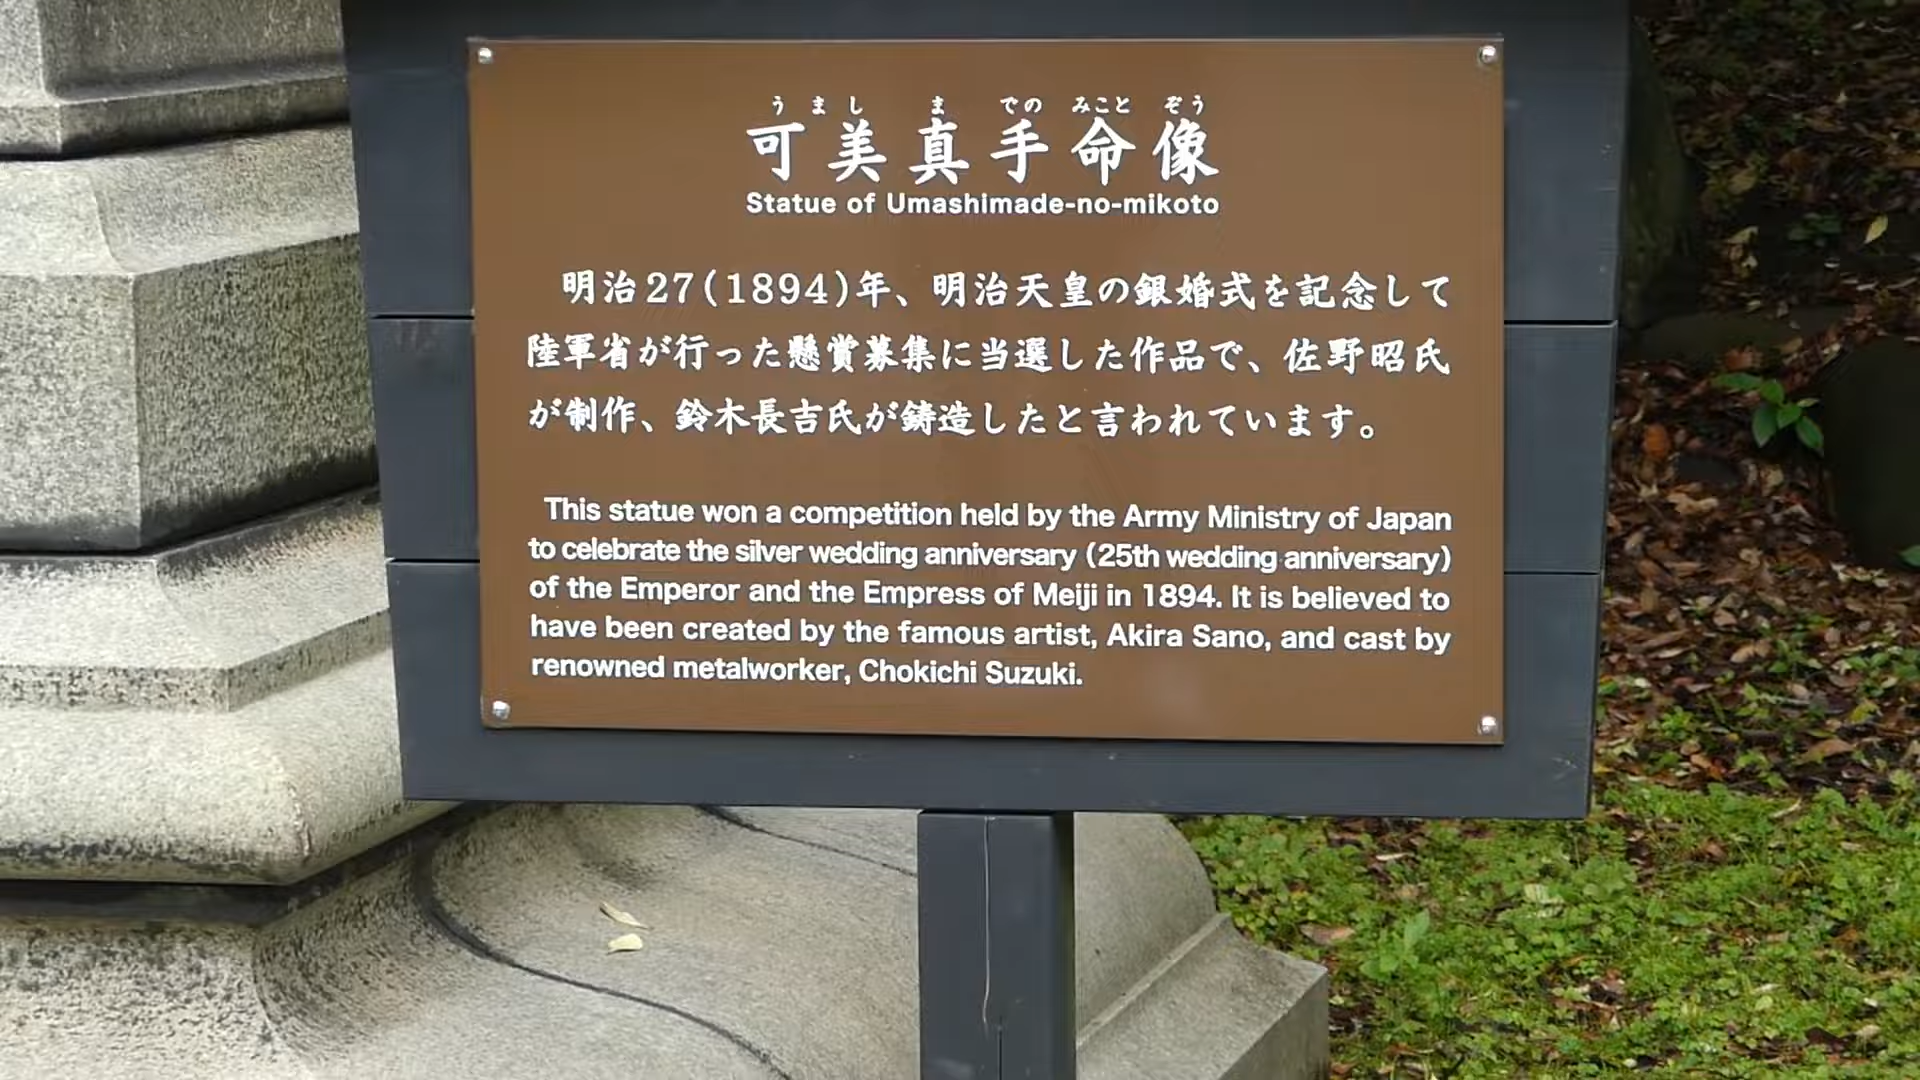 うまし ま での みこと ぞう
可美真手命像
Statue of Umashimade-no-mikoto
明治27(1894)年、明治天皇の銀婚式を記念して
陸軍省が行った懸賞募集に当選した作品で、佐野昭氏
が制作、鈴木長吉氏が鋳造したと言われています。
This statue won a competition held by the Army Ministry of Japan
to celebrate the silver wedding anniversary (25th wedding anniversary)
of the Emperor and the Empress of Meiji in 1894. It is believed to
have been created by the famous artist, Akira Sano, and cast by
renowned metalworker, Chokichi Suzuki.